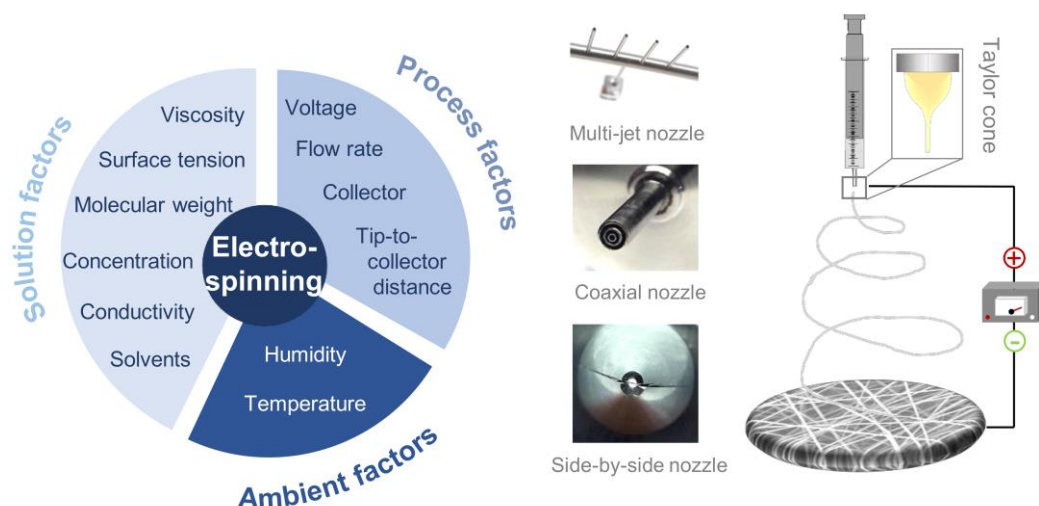 Solution factors
Viscosity
Surface tension
Molecular weight
Concentration
Conductivity
Solvents
Electro-
spinning
Process factors
Voltage
Flow rate
Collector
Tip-to-
collector
distance
Humidity
Temperature
Ambient factors
Multi-jet nozzle
Coaxial nozzle
Side-by-side nozzle
Taylor cone
+
−